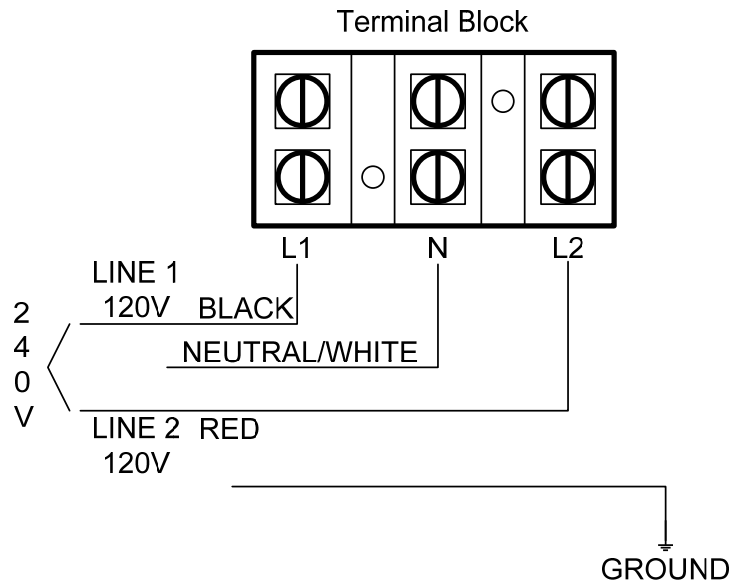 Terminal Block
L1 N L2
LINE 1
120V BLACK
NEUTRAL/WHITE
2
4
0
V
LINE 2 RED
120V
GROUND